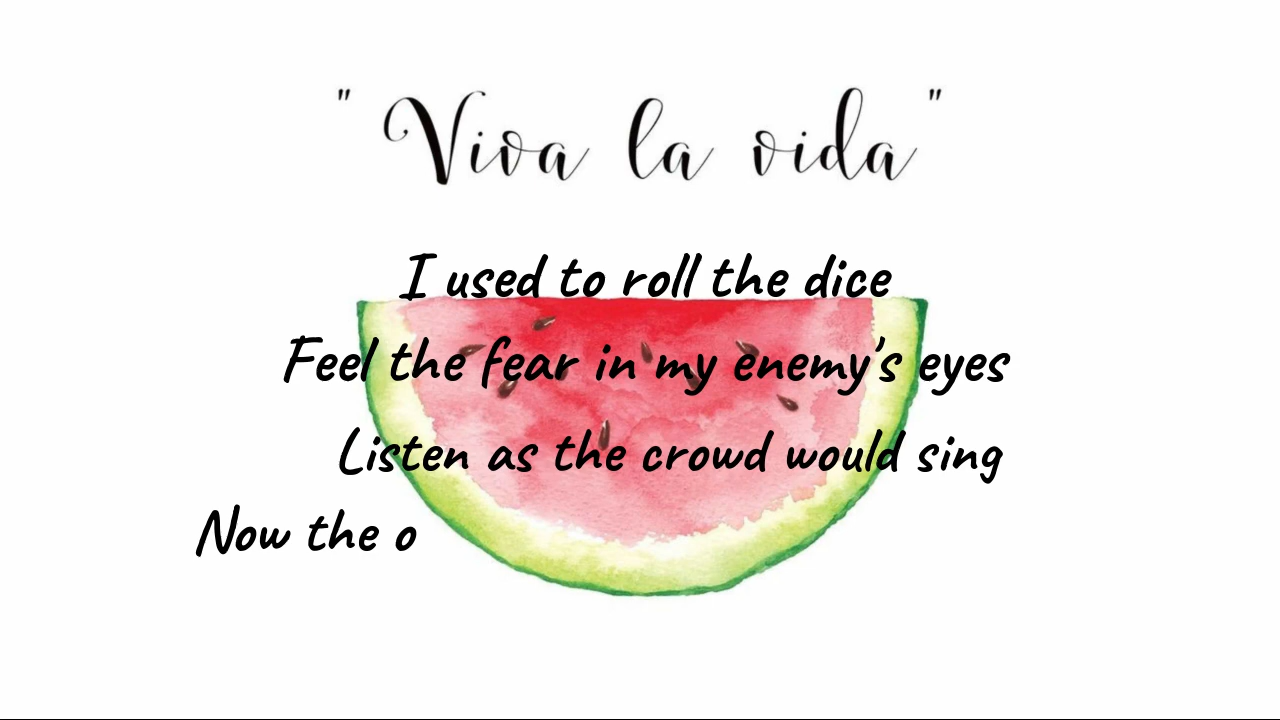 " Viva la vida "
I used to roll the dice
Feel the fear in my enemy's eyes
Listen as the crowd would sing
Now the o